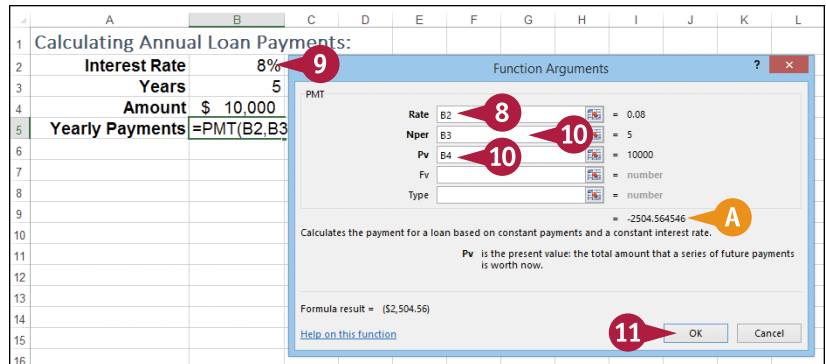 A B C D E F G H I J K L
1 Calculating Annual Loan Payments:
2 Interest Rate 8% 9
3 Years 5
4 Amount $ 10,000
5 Yearly Payments =PMT(B2,B3
6
7
8
9
10
11
12
13
14
15
16
Function Arguments ? ×
PMT
Rate B2 8 = 0.08
Nper B3 10 = 5
Pv B4 10 = 10000
Fv = number
Type = number
= -2504.564546 A
Calculates the payment for a loan based on constant payments and a constant interest rate.
Pv is the present value: the total amount that a series of future payments
is worth now.
Formula result = ($2,504.56)
Help on this function 11 OK Cancel